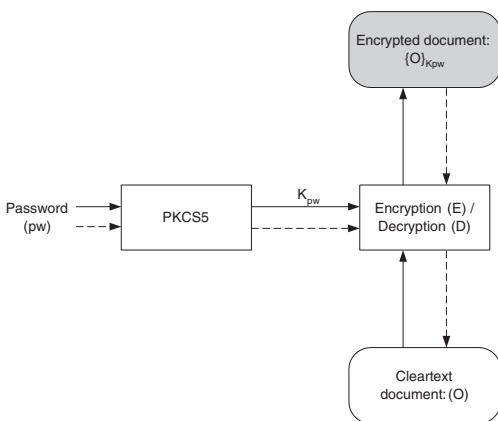 Encrypted document:
{O}Kpw
Kpw
Password
(pw)
PKCS5
Encryption (E) /
Decryption (D)
Cleartext
document: (O)